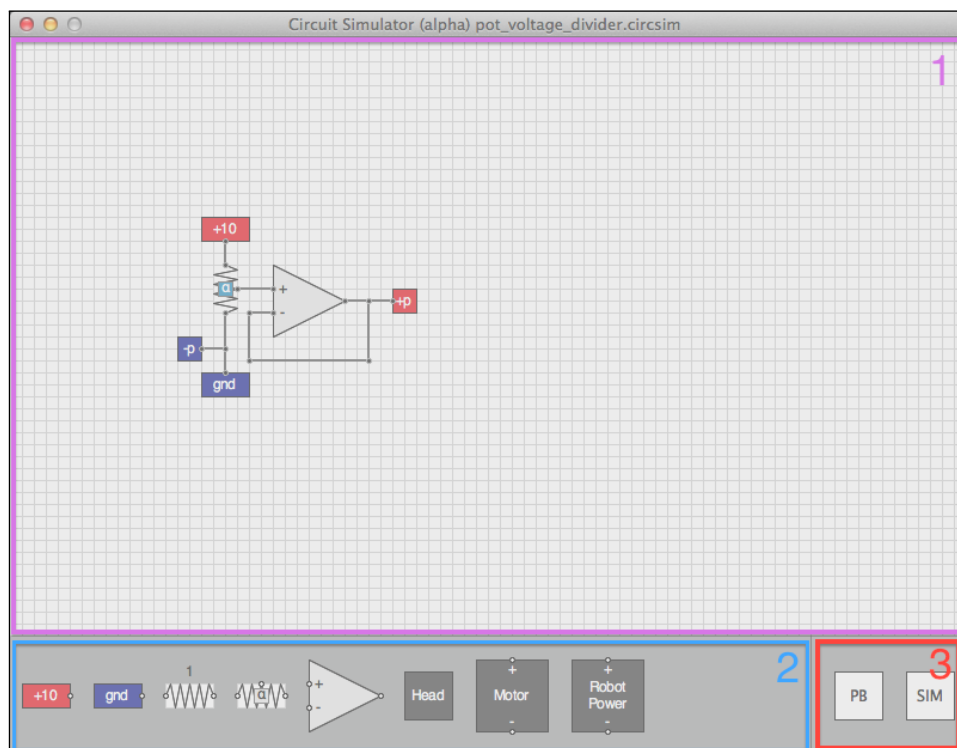 Circuit Simulator (alpha) pot_voltage_divider.circsim
1
+10
α
+
-
+p
-p
gnd
2
3
1
+10
gnd
α
+
-
Head
+
Motor
-
+
Robot
Power
-
PB
SIM